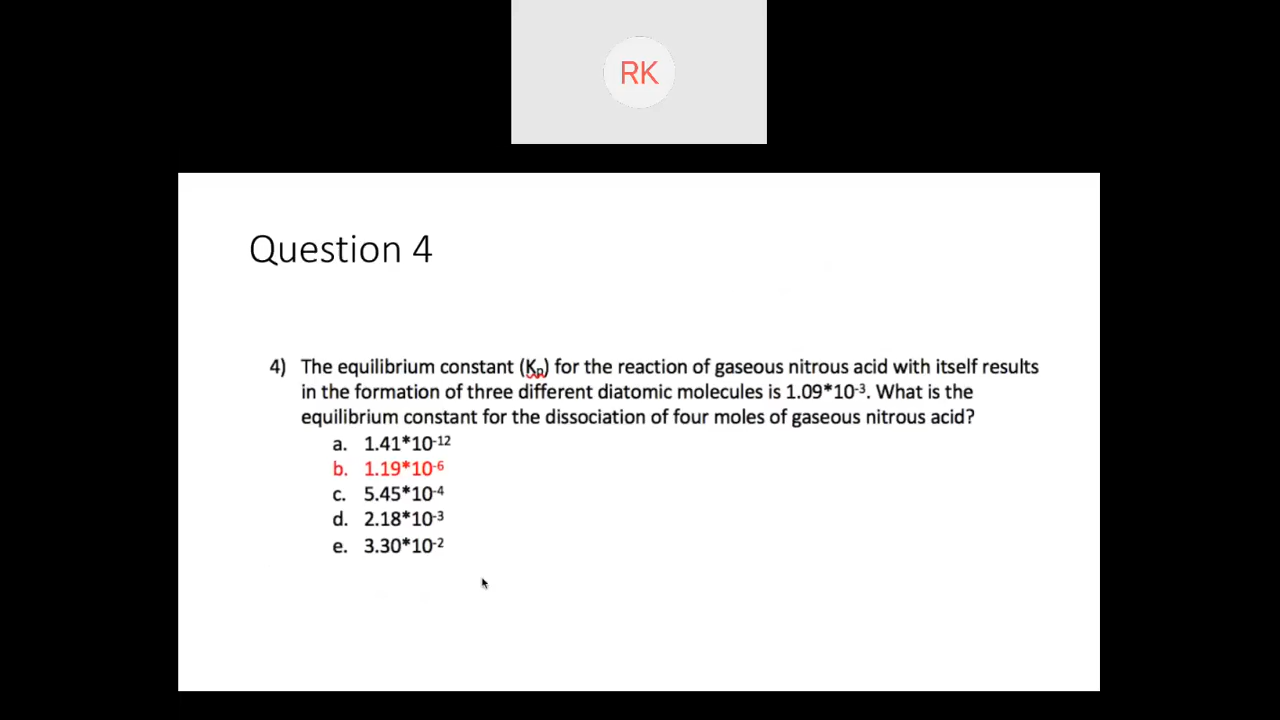 RK
Question 4
4) The equilibrium constant (Kp) for the reaction of gaseous nitrous acid with itself results
in the formation of three different diatomic molecules is 1.09*10-3. What is the
equilibrium constant for the dissociation of four moles of gaseous nitrous acid?
a. 1.41*10-12
b. 1.19*10-6
c. 5.45*10-4
d. 2.18*10-3
e. 3.30*10-2